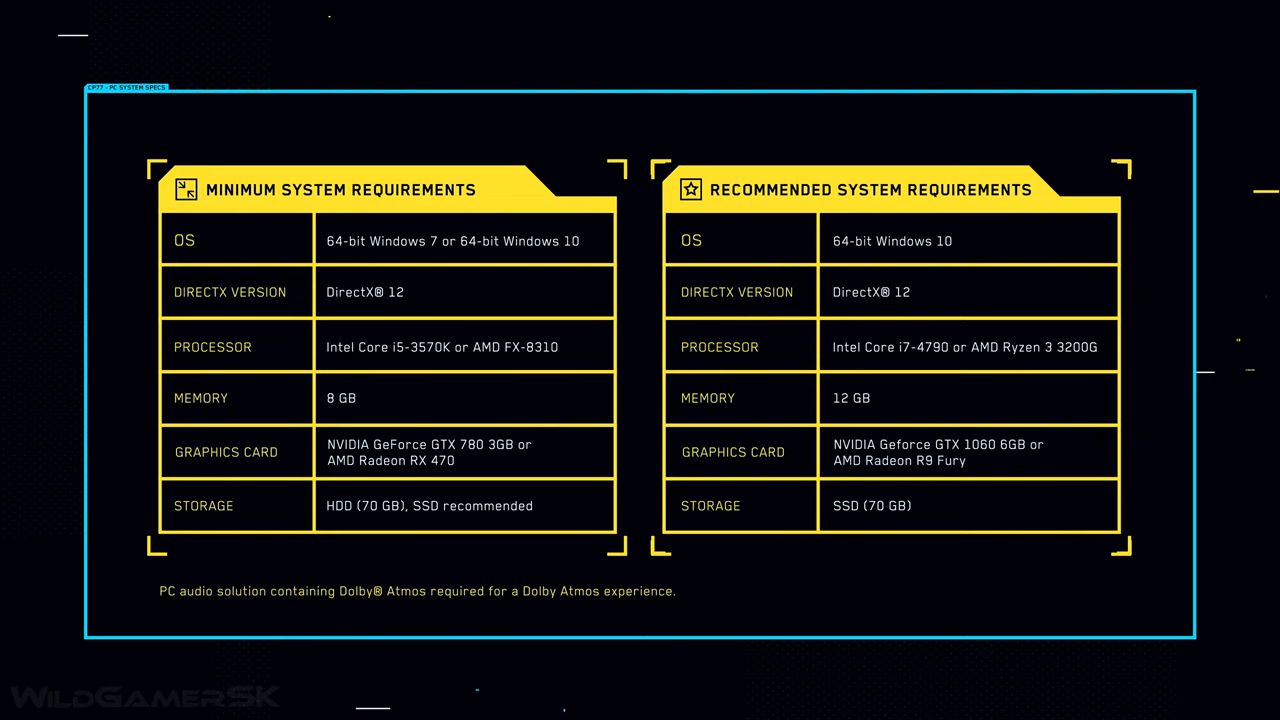 CP77 - PC SYSTEM SPECS
MINIMUM SYSTEM REQUIREMENTS
OS
64-bit Windows 7 or 64-bit Windows 10
DIRECTX VERSION
DirectX® 12
PROCESSOR
Intel Core i5-3570K or AMD FX-8310
MEMORY
8 GB
GRAPHICS CARD
NVIDIA GeForce GTX 780 3GB or
AMD Radeon RX 470
STORAGE
HDD (70 GB), SSD recommended
RECOMMENDED SYSTEM REQUIREMENTS
OS
64-bit Windows 10
DIRECTX VERSION
DirectX® 12
PROCESSOR
Intel Core i7-4790 or AMD Ryzen 3 3200G
MEMORY
12 GB
GRAPHICS CARD
NVIDIA Geforce GTX 1060 6GB or
AMD Radeon R9 Fury
STORAGE
SSD (70 GB)
PC audio solution containing Dolby® Atmos required for a Dolby Atmos experience.
WildGamerSK